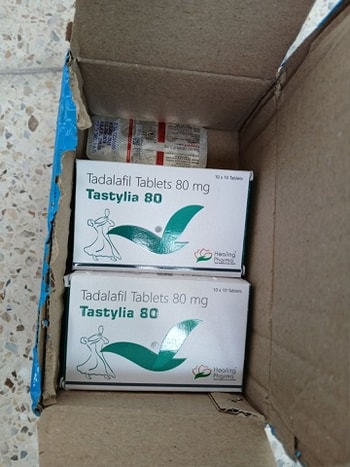 Tadalafil Tablets 80 mg
10 x 10 Tablets
Tastylia 80
Healing
Pharma
Tadalafil Tablets 80 mg
10 x 10 Tablets
Tastylia 80
Healing
Pharma